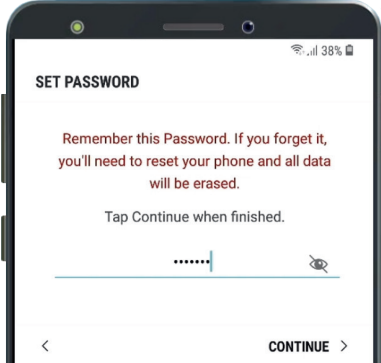 38%
SET PASSWORD
Remember this Password. If you forget it,
you'll need to reset your phone and all data
will be erased.
Tap Continue when finished.
•••••••
< CONTINUE >